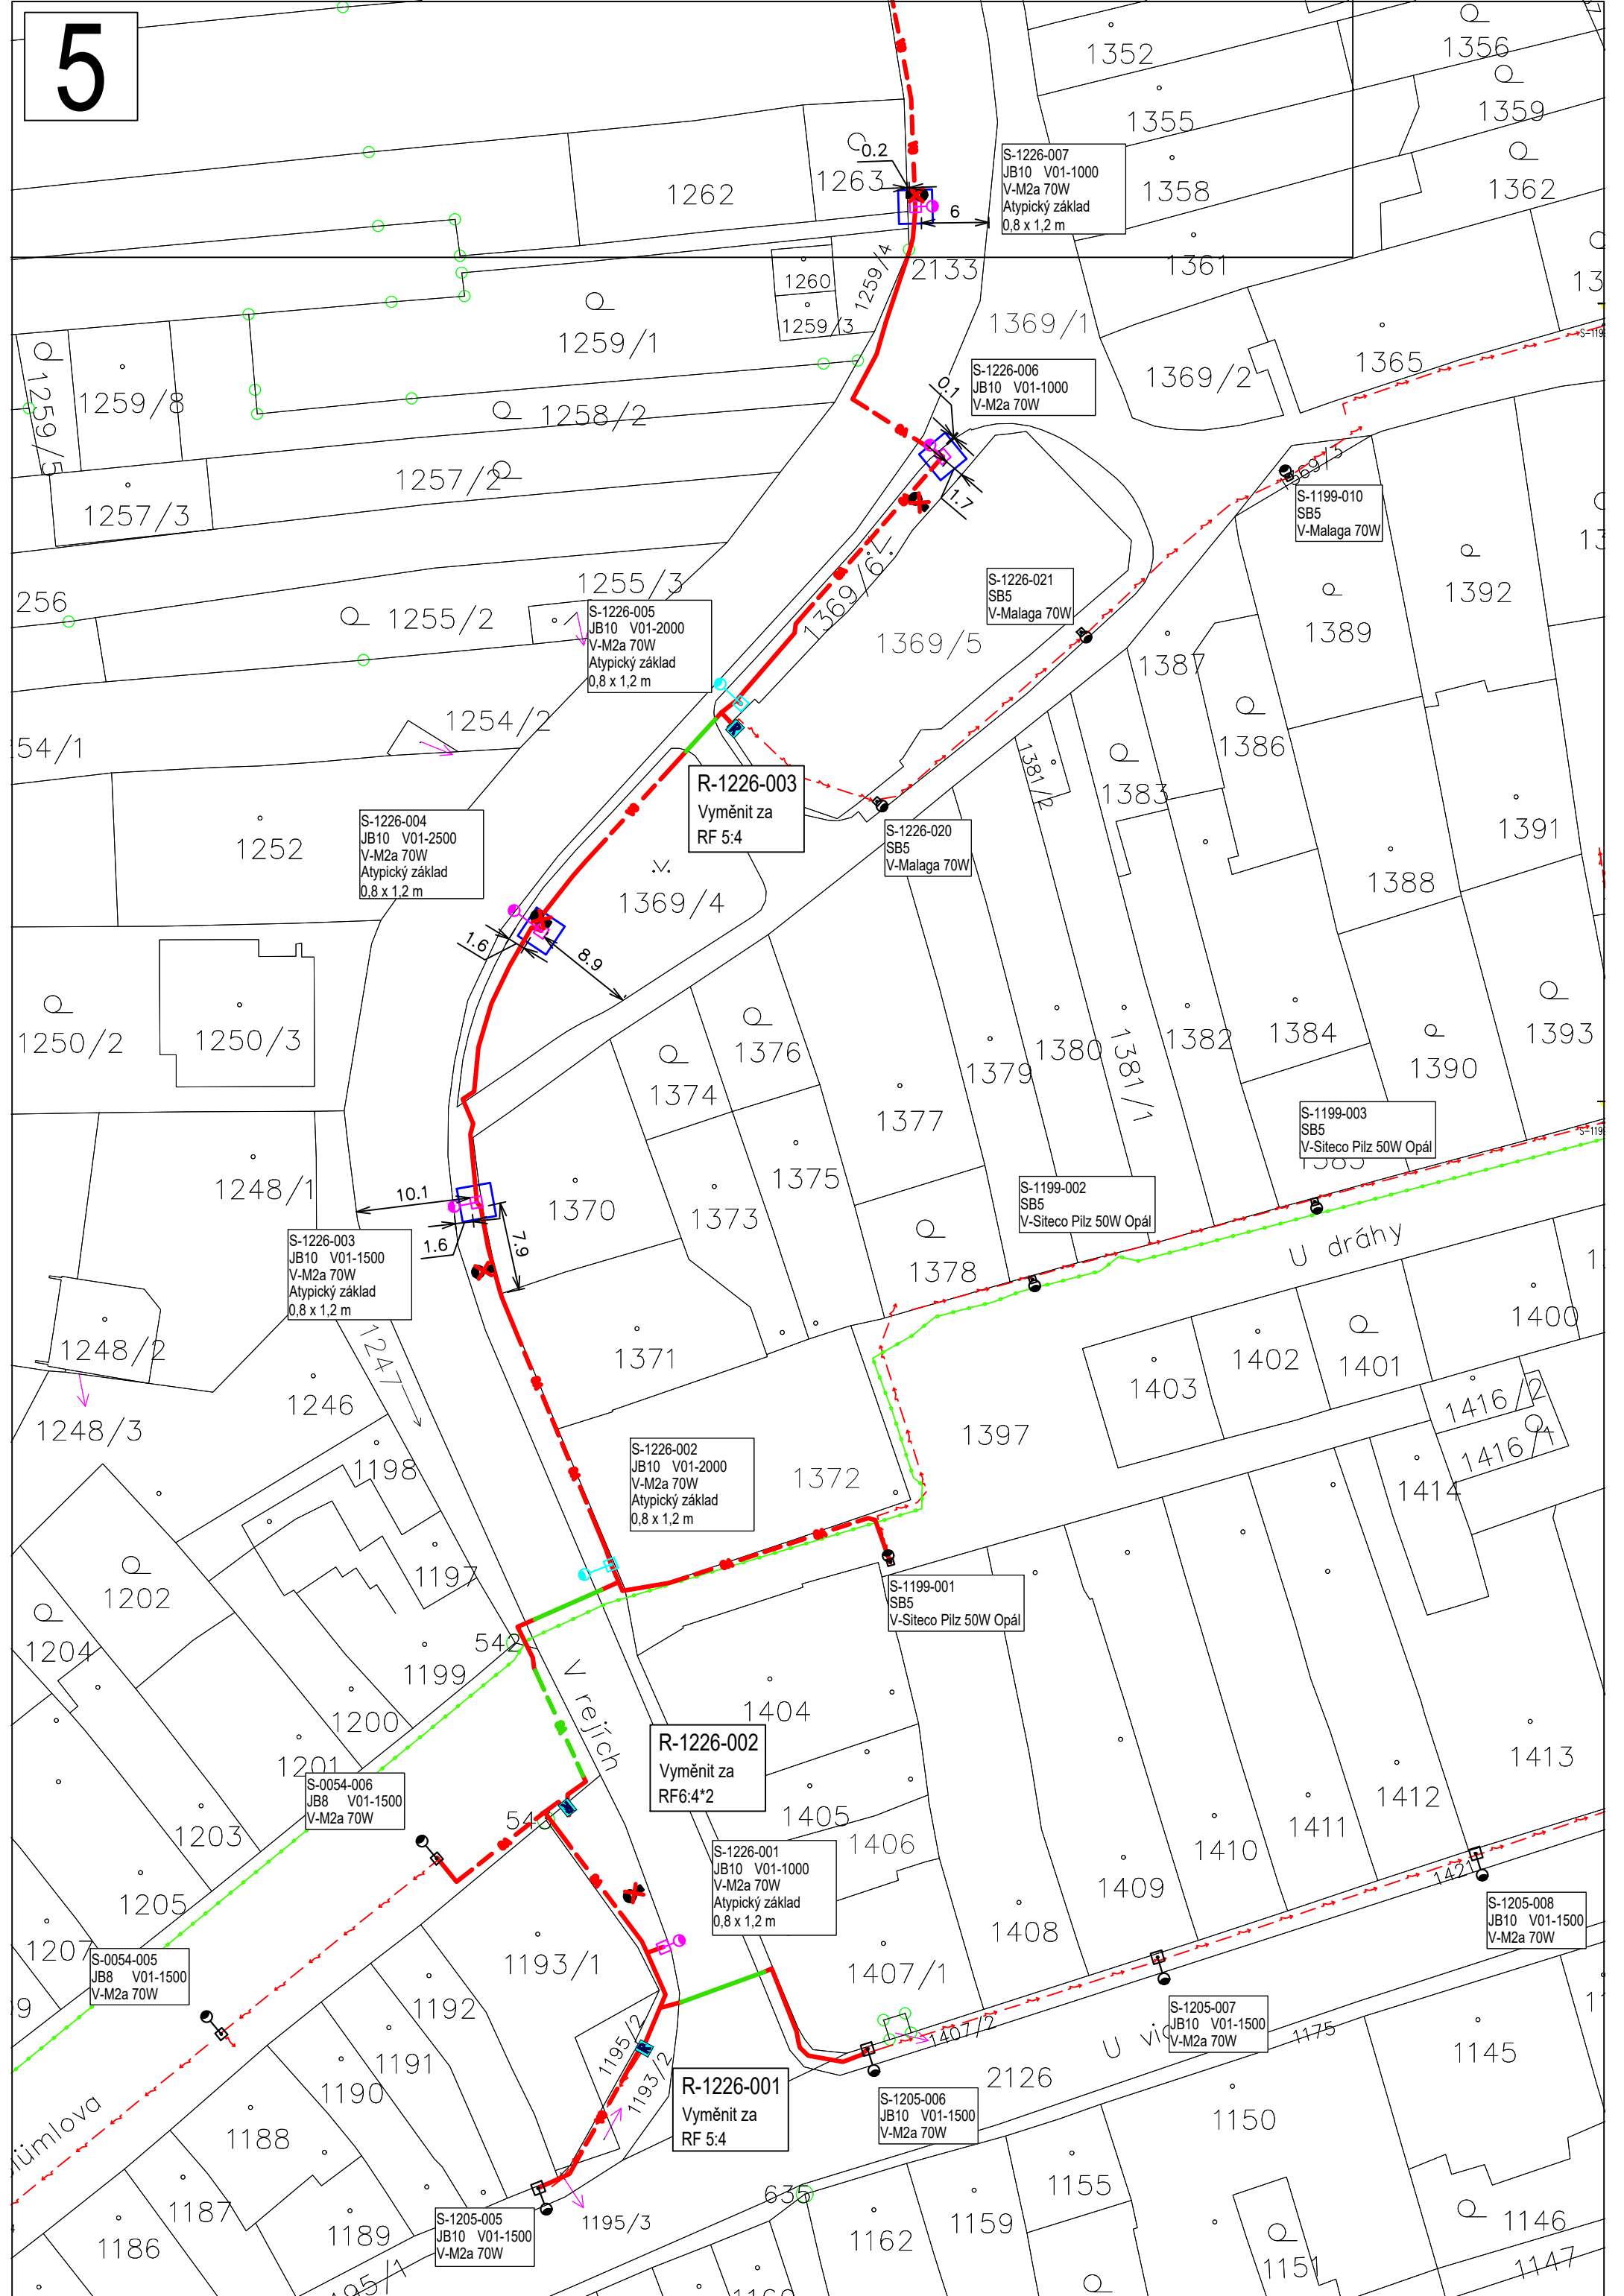 5
1352
1356
1359
1355
1262
1263
0.2
S-1226-007
JB10 V01-1000
V-M2a 70W
Atypický základ
0,8 x 1,2 m
1358
1362
6
1260
1259/4
2133
1361
1259/3
1259/1
1369/1
1365
1369/2
1259/5
1259/8
1258/2
S-1226-006
JB10 V01-1000
V-M2a 70W
0.1
1257/2
1257/3
1.7
S-1199-010
SB5
V-Malaga 70W
1255/3
1369/6
S-1226-021
SB5
V-Malaga 70W
1392
1389
256
1255/2
S-1226-005
JB10 V01-2000
V-M2a 70W
Atypický základ
0,8 x 1,2 m
1369/5
1387
1254/2
54/1
1386
1381/2
1383
R-1226-003
Vyměnit za
RF 5:4
S-1226-004
JB10 V01-2500
V-M2a 70W
Atypický základ
0,8 x 1,2 m
1252
S-1226-020
SB5
V-Malaga 70W
1391
1388
1369/4
1.6
8.9
1250/2
1250/3
1376
1374
1379
1380
1381/1
1382
1384
1390
1393
1377
S-1199-003
SB5
V-Siteco Pilz 50W Opál
1385
1248/1
10.1
1370
1375
1373
S-1199-002
SB5
V-Siteco Pilz 50W Opál
S-1226-003
JB10 V01-1500
V-M2a 70W
Atypický základ
0,8 x 1,2 m
1.6
7.9
1378
U dráhy
1248/2
1247
1371
1400
1402
1401
1403
1246
1248/3
1416/2
1416/1
1397
1198
S-1226-002
JB10 V01-2000
V-M2a 70W
Atypický základ
0,8 x 1,2 m
1372
1414
1202
1197
S-1199-001
SB5
V-Siteco Pilz 50W Opál
1204
542
1199
V rejích
1404
1200
R-1226-002
Vyměnit za
RF6:4*2
1413
1201
S-0054-006
JB8 V01-1500
V-M2a 70W
1412
1405
1411
1203
54
1406
1410
S-1226-001
JB10 V01-1000
V-M2a 70W
Atypický základ
0,8 x 1,2 m
1421
1409
1205
1408
S-1205-008
JB10 V01-1500
V-M2a 70W
1207
S-0054-005
JB8 V01-1500
V-M2a 70W
1193/1
1407/1
1192
S-1205-007
JB10 V01-1500
V-M2a 70W
1407/2
1175
1195/2
1145
1191
1193/2
2126
R-1226-001
Vyměnit za
RF 5:4
1190
S-1205-006
JB10 V01-1500
V-M2a 70W
1150
1188
1155
1187
635
1159
1189
S-1205-005
JB10 V01-1500
V-M2a 70W
1195/3
1162
1146
1186
1151
1147